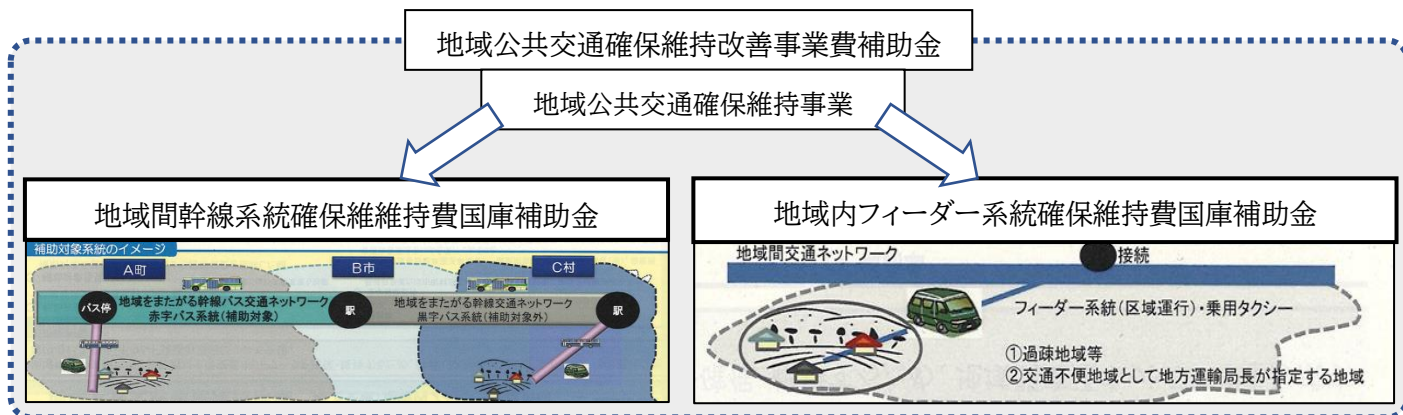 地域公共交通確保維持改善事業費補助金
地域公共交通確保維持事業
地域間幹線系統確保維維持費国庫補助金
補助対象系統のイメージ
A町
B市
C村
バス停
地域をまたがる幹線バス交通ネットワーク
赤字バス系統(補助対象)
駅
地域をまたがる幹線交通ネットワーク
黒字バス系統(補助対象外)
駅
地域内フィーダー系統確保維持費国庫補助金
地域間交通ネットワーク
接続
フィーダー系統(区域運行)・乗用タクシー
①過疎地域等
②交通不便地域として地方運輸局長が指定する地域